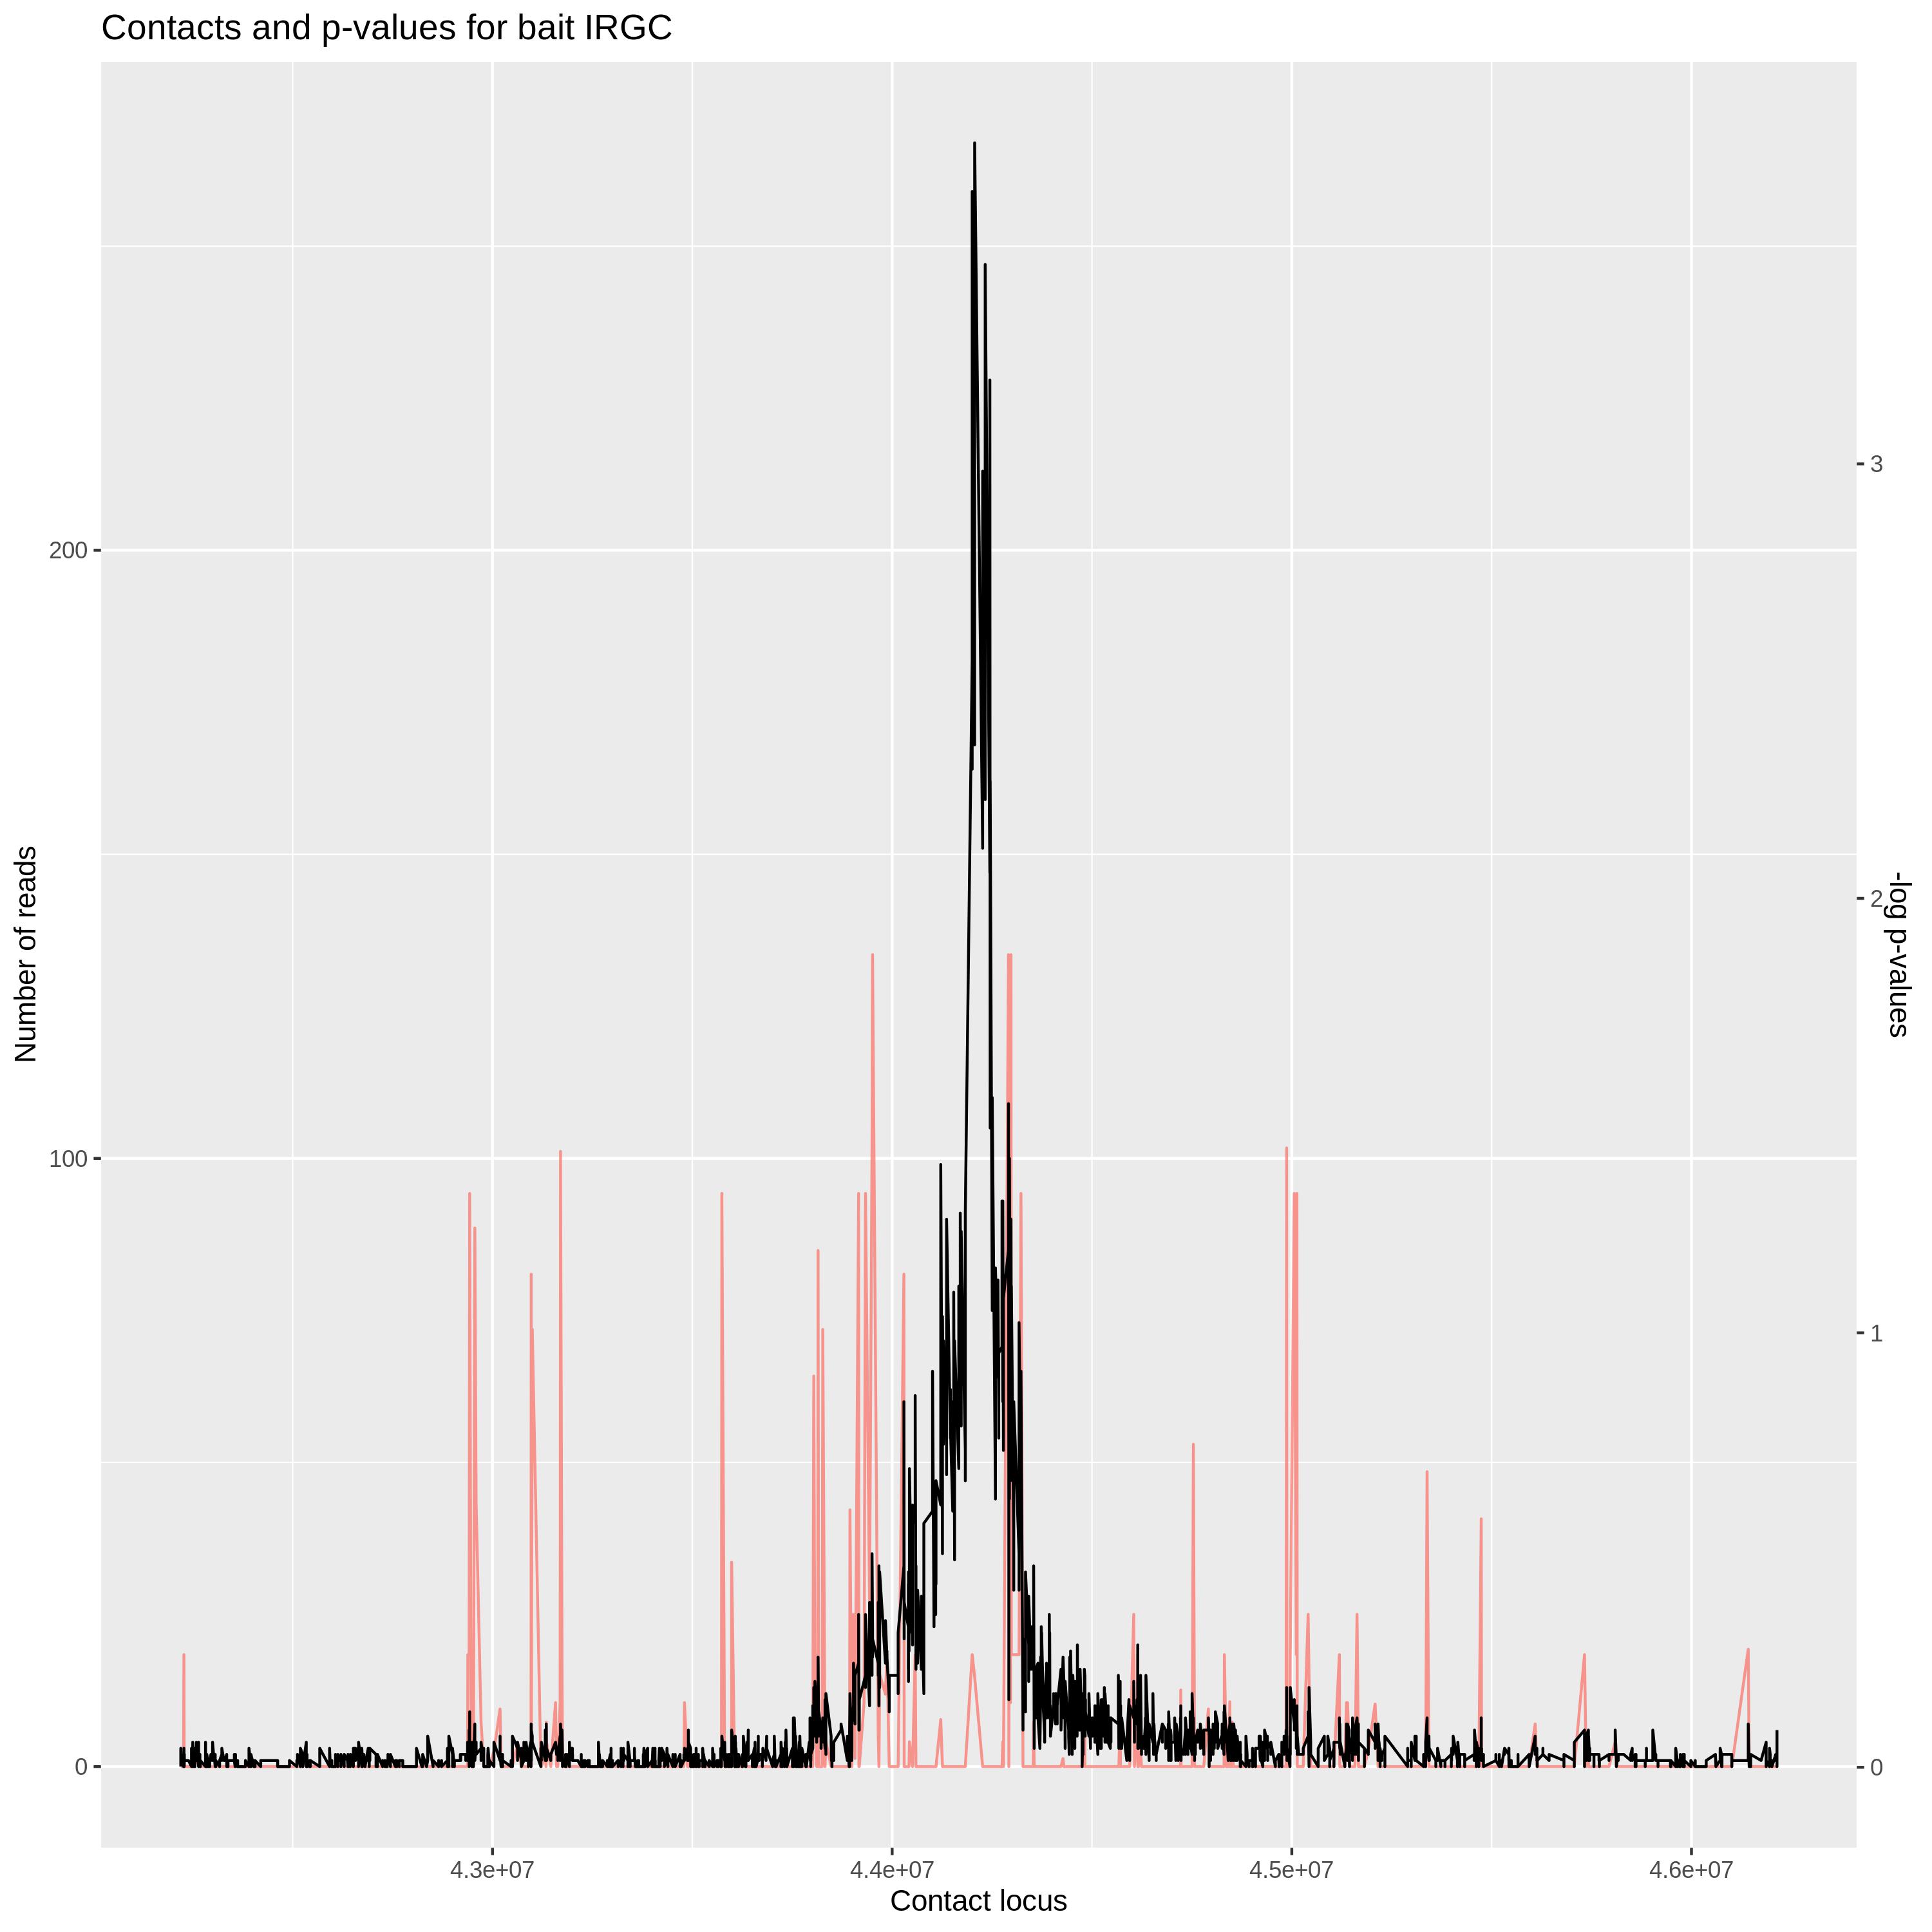 Contacts and p-values for bait IRGC
Number of reads
200
100
0
3
2
1
0
-log p-values
4.3e+07
4.4e+07
4.5e+07
4.6e+07
Contact locus